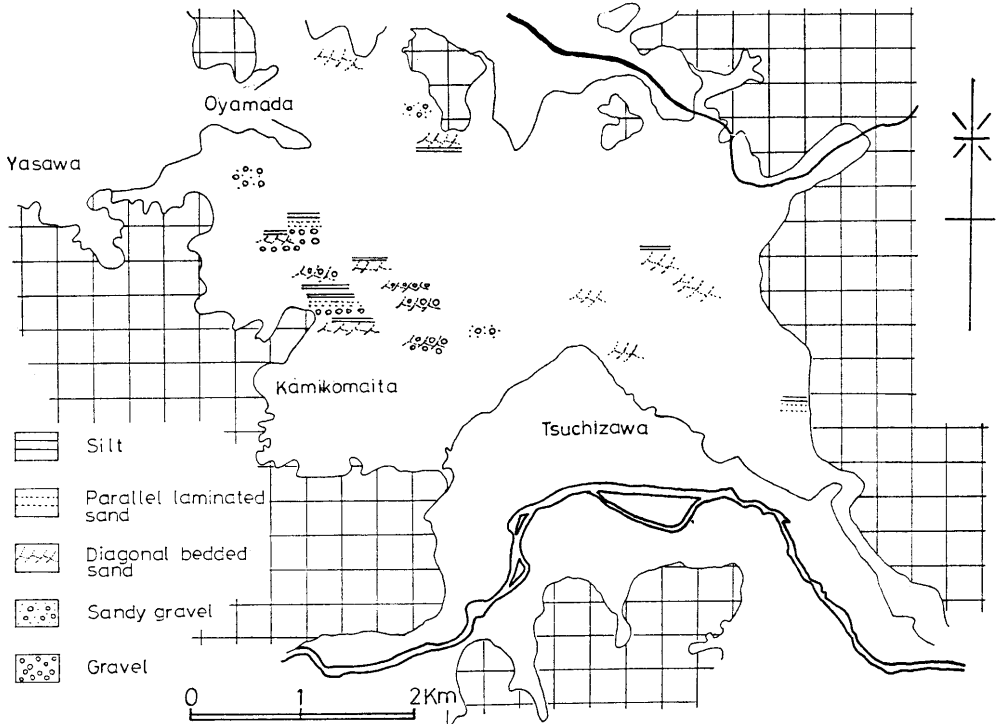 Oyamada
Yasawa
Kamikomaita
Tsuchizawa
Silt
Parallel laminated
sand
Diagonal bedded
sand
Sandy gravel
Gravel
0 1 2Km